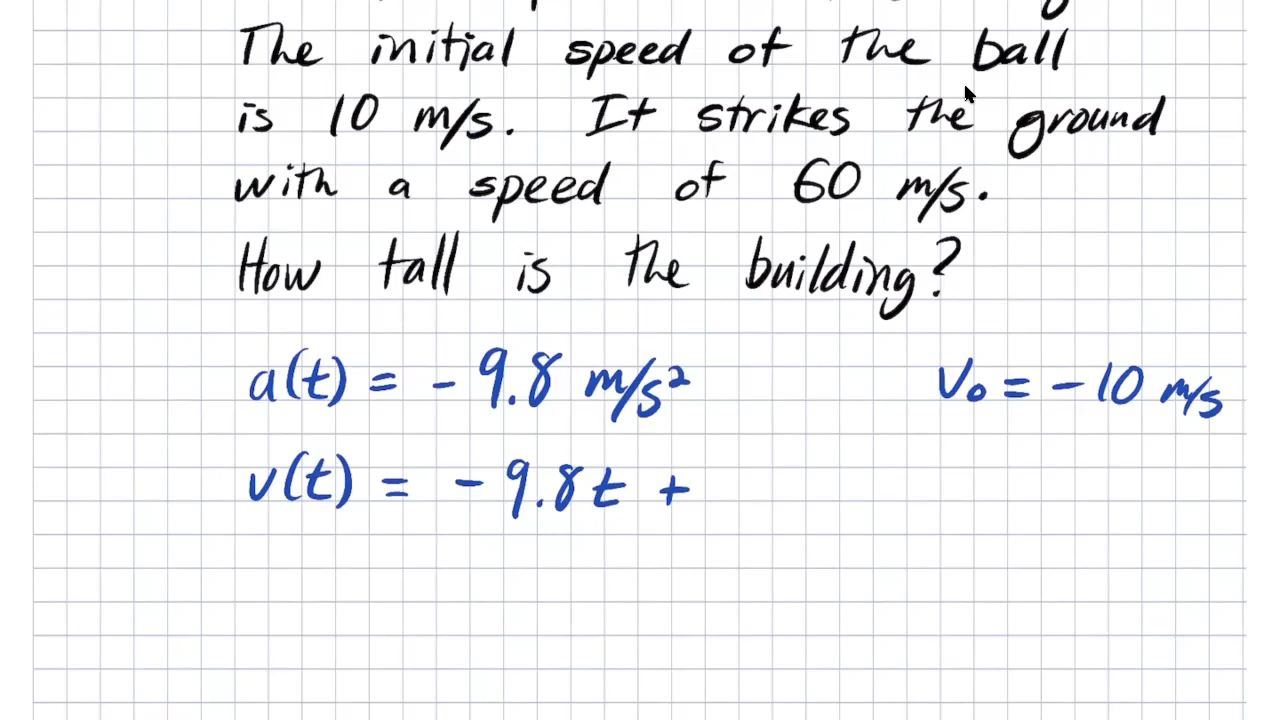 The initial speed of the ball
is 10 m/s. It strikes the ground
with a speed of 60 m/s.
How tall is the building?
a(t) = - 9.8 m/s² V₀ = -10 m/s
v(t) = - 9.8t +